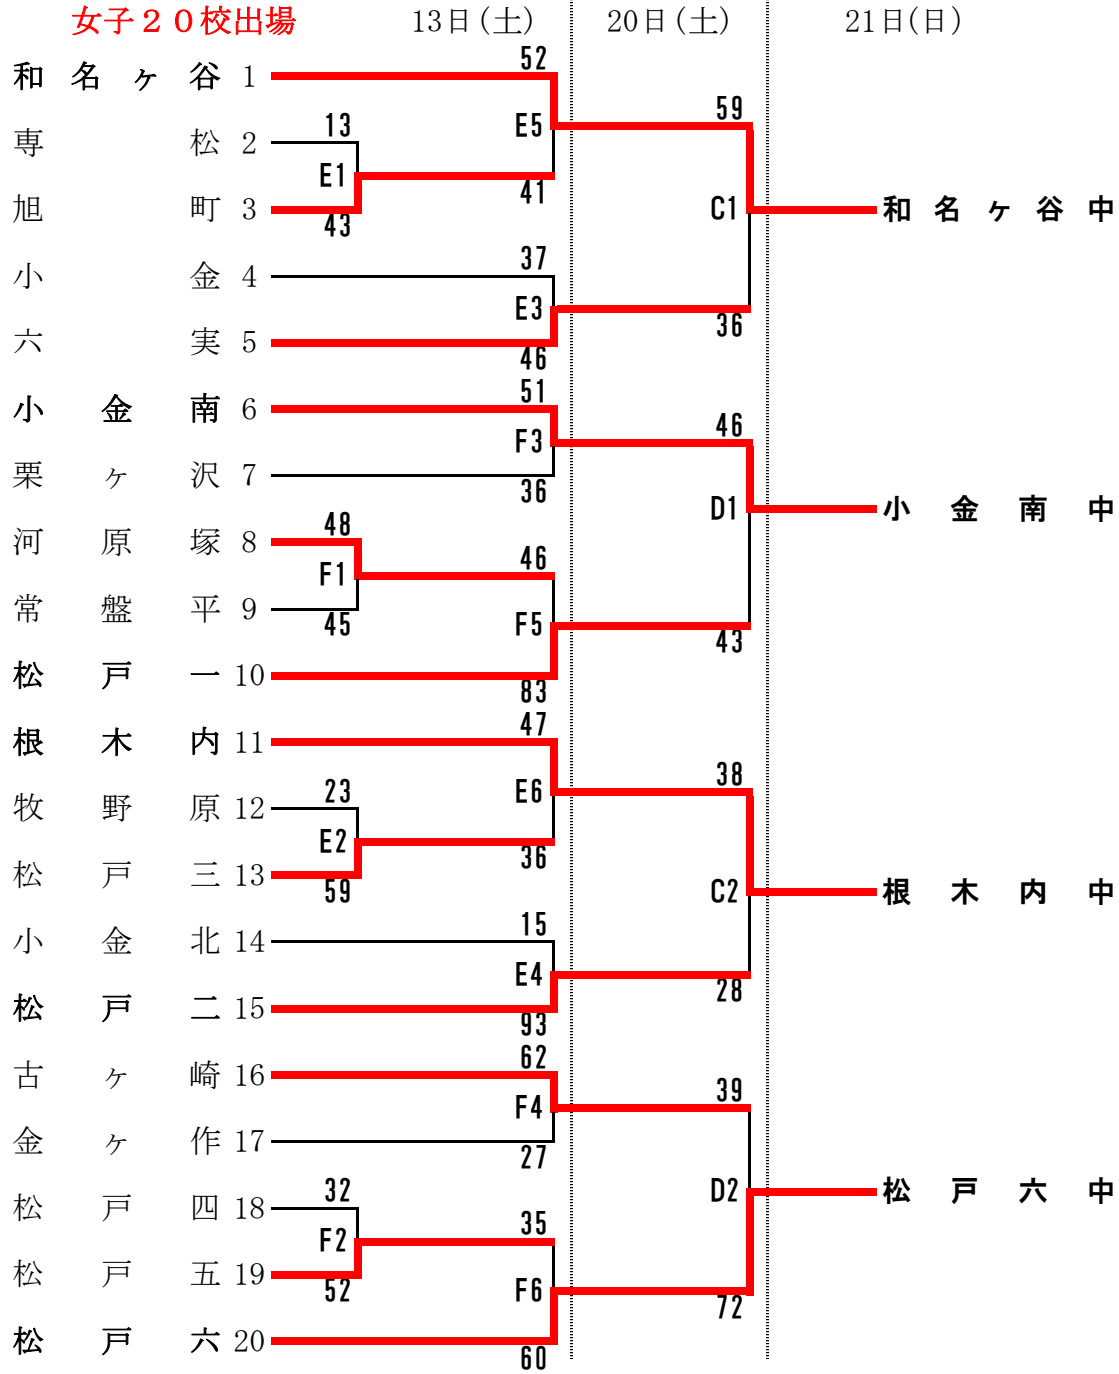 女子２０校出場 13日(土) 20日(土) 21日(日)
52
和名ヶ谷 1
59
13 E5
専松 2
E1
41
旭町 3
43
C1 和名ヶ谷中
37
小金 4
E3
36
六実 5
46
51
小金南 6
46
F3
栗ヶ沢 7
36
D1 小金南中
48
河原塚 8
46
F1
常盤平 9
45 F5
43
松戸一 10
83
47
根木内 11
38
23 E6
牧野原 12
E2
36
松戸三 13
59
C2 根木内中
15
小金北 14
E4
28
松戸二 15
93
62
古ヶ崎 16
39
F4
金ヶ作 17
27
D2 松戸六中
32
松戸四 18
35
F2
松戸五 19
52 F6
72
松戸六 20
60